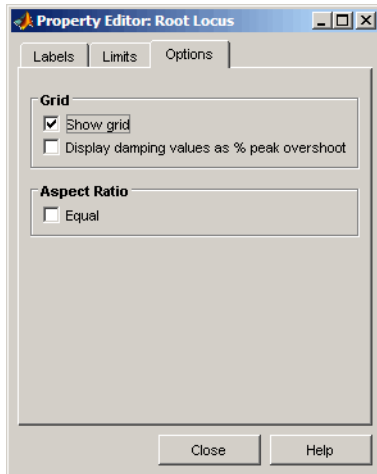 Property Editor: Root Locus
Labels Limits Options
Grid
Show grid
Display damping values as % peak overshoot
Aspect Ratio
Equal
Close Help